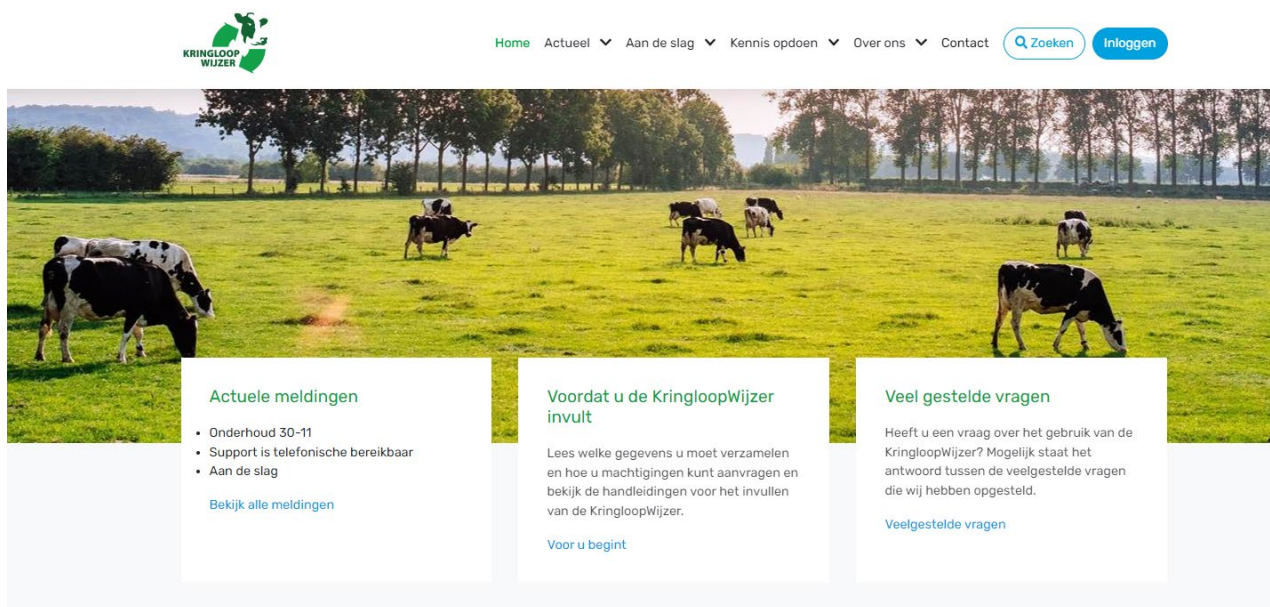 KRINGLOOP
WIJZER
Home Actueel Aan de slag Kennis opdoen Over ons Contact Zoeken Inloggen
Actuele meldingen
• Onderhoud 30-11
• Support is telefonische bereikbaar
• Aan de slag
Bekijk alle meldingen
Voordat u de KringloopWijzer
invult
Lees welke gegevens u moet verzamelen
en hoe u machtigingen kunt aanvragen en
bekijk de handleidingen voor het invullen
van de KringloopWijzer.
Voor u begint
Veel gestelde vragen
Heeft u een vraag over het gebruik van de
KringloopWijzer? Mogelijk staat het
antwoord tussen de veelgestelde vragen
die wij hebben opgesteld.
Veelgestelde vragen